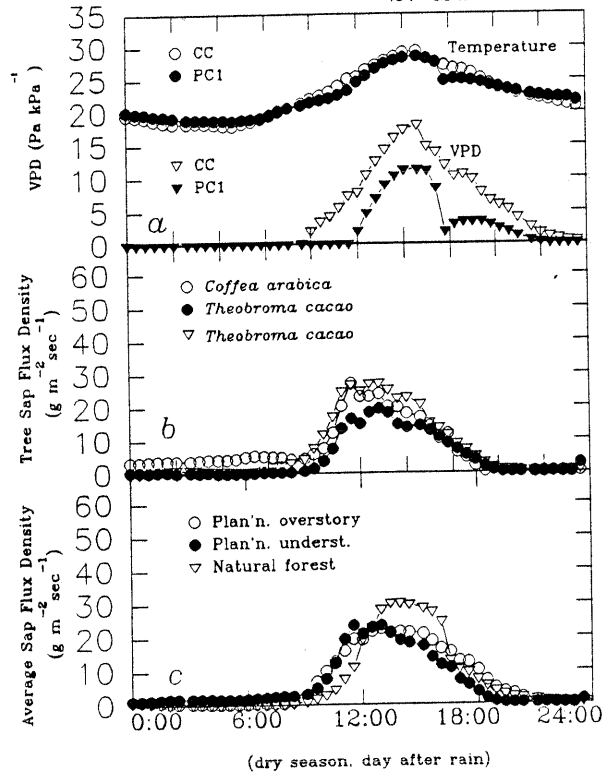 35
30
25
20
15
10
5
0
VPD (Pa kPa⁻¹)
CC
PC1
Temperature
CC
PC1
VPD
a
60
50
40
30
20
10
0
Tree Sap Flux Density
(g m⁻² sec⁻¹)
Coffea arabica
Theobroma cacao
Theobroma cacao
b
60
50
40
30
20
10
0
Average Sap Flux Density
(g m⁻² sec⁻¹)
Plan'n. overstory
Plan'n. underst.
Natural forest
c
0:00 6:00 12:00 18:00 24:00
(dry season, day after rain)